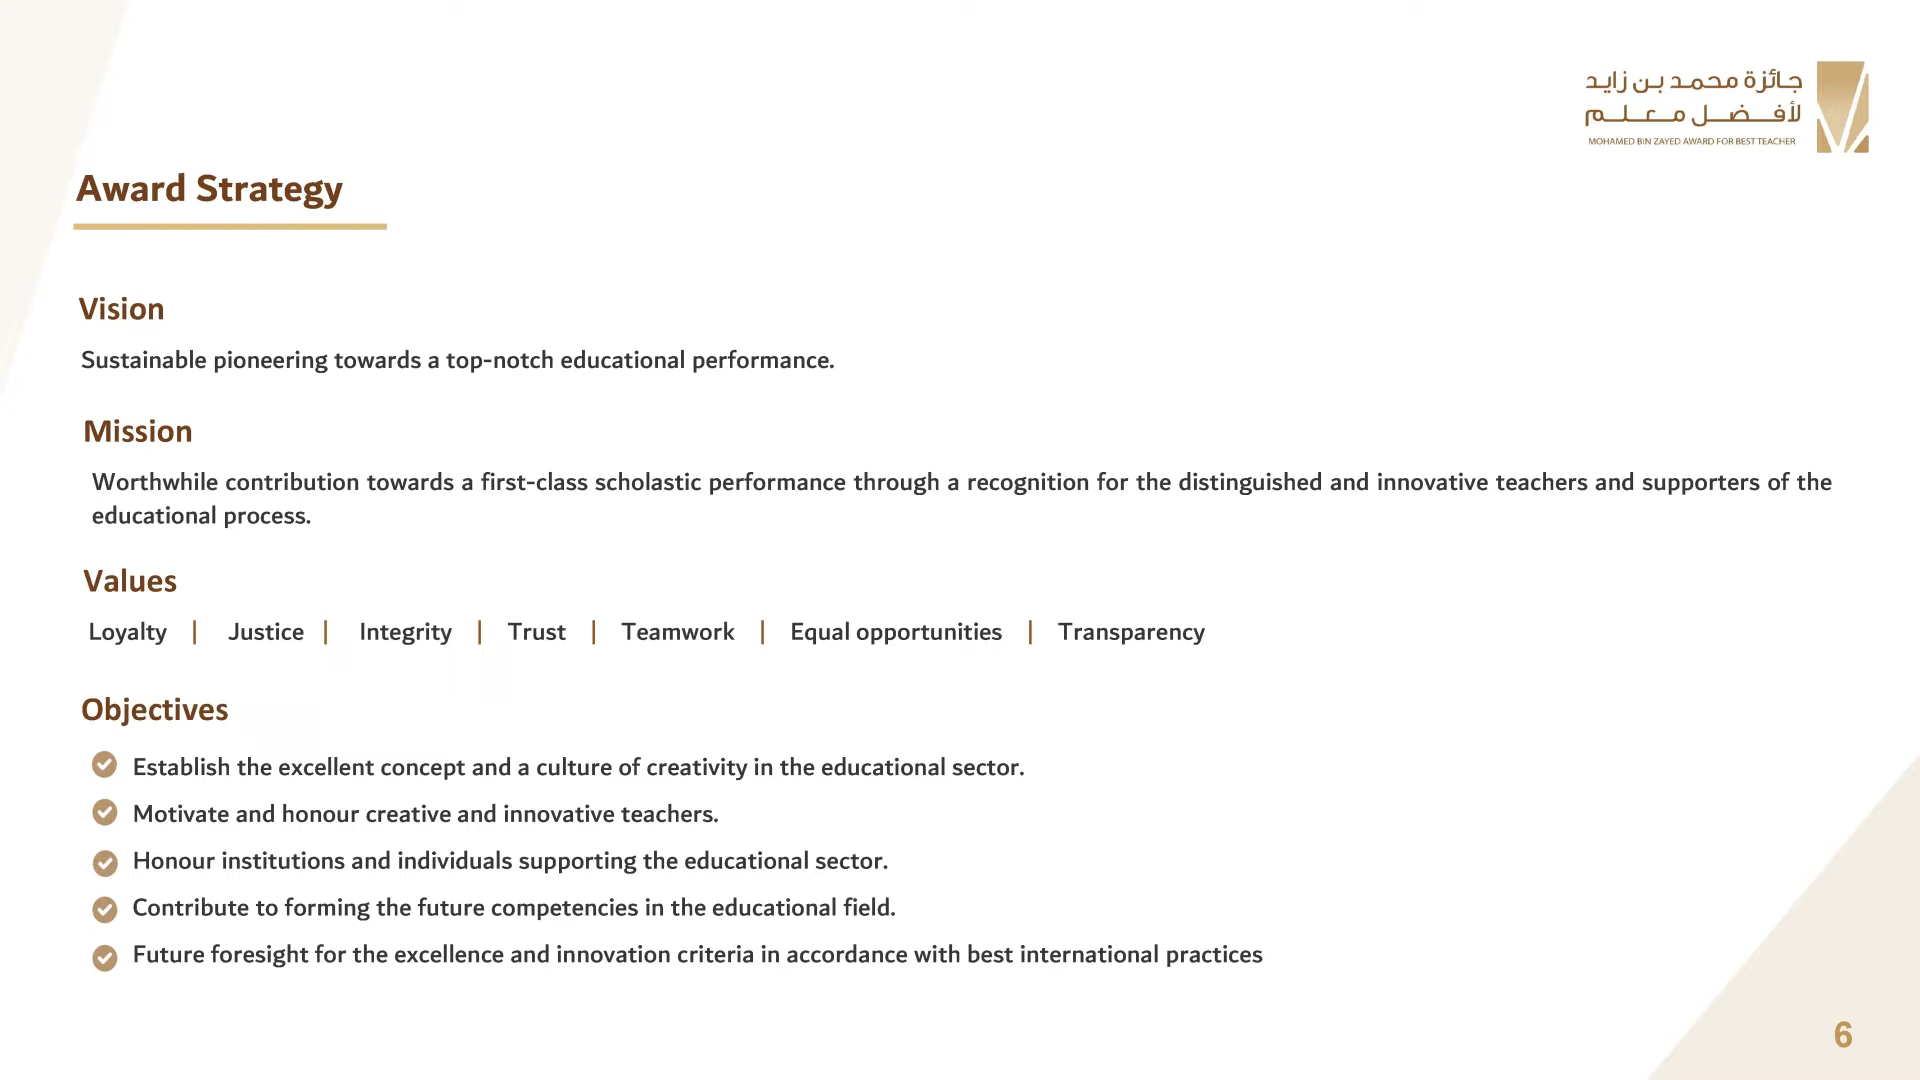 جائزة محمد بن زايد
لأفضل معلم
MOHAMED BIN ZAYED AWARD FOR BEST TEACHER
Award Strategy
Vision
Sustainable pioneering towards a top-notch educational performance.
Mission
Worthwhile contribution towards a first-class scholastic performance through a recognition for the distinguished and innovative teachers and supporters of the
educational process.
Values
Loyalty | Justice | Integrity | Trust | Teamwork | Equal opportunities | Transparency
Objectives
Establish the excellent concept and a culture of creativity in the educational sector.
Motivate and honour creative and innovative teachers.
Honour institutions and individuals supporting the educational sector.
Contribute to forming the future competencies in the educational field.
Future foresight for the excellence and innovation criteria in accordance with best international practices
6